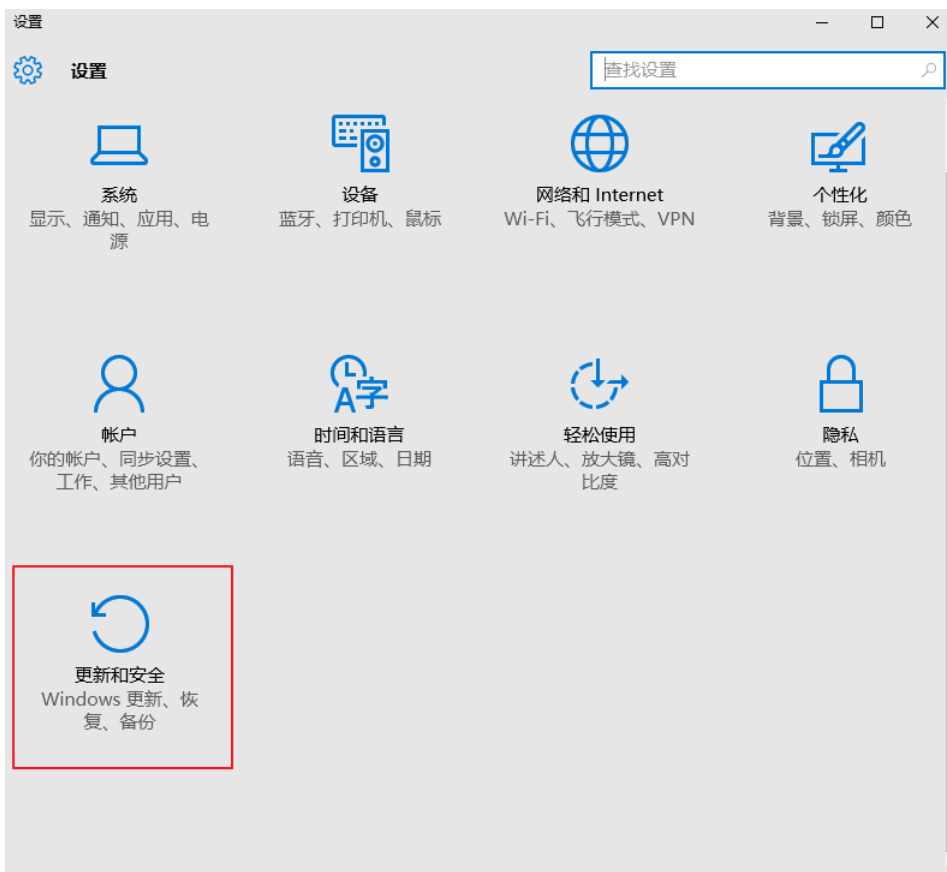 设置
设置
查找设置
系统
显示、通知、应用、电
源
设备
蓝牙、打印机、鼠标
网络和 Internet
Wi-Fi、飞行模式、VPN
个性化
背景、锁屏、颜色
帐户
你的帐户、同步设置、
工作、其他用户
时间和语言
语音、区域、日期
轻松使用
讲述人、放大镜、高对
比度
隐私
位置、相机
更新和安全
Windows 更新、恢
复、备份